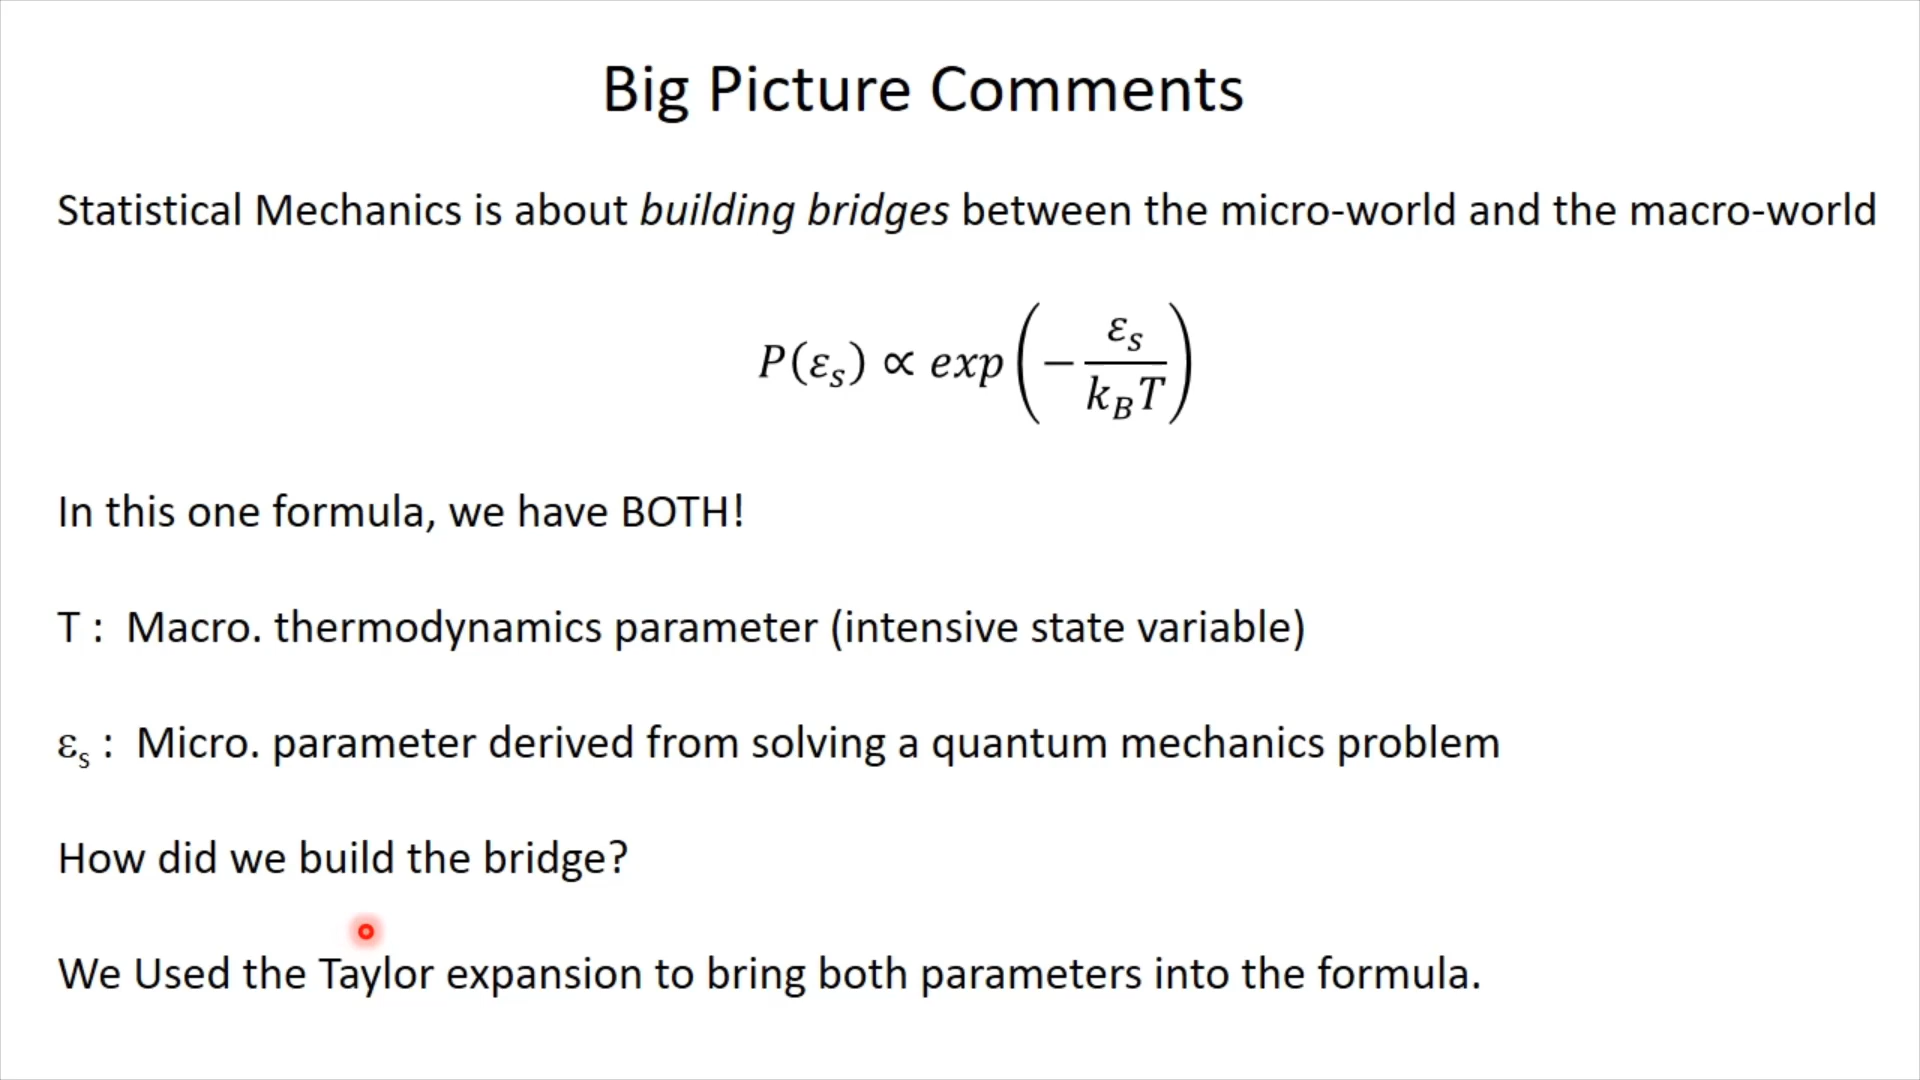 Big Picture Comments
Statistical Mechanics is about building bridges between the micro-world and the macro-world
P(εₛ) ∝ exp(−εₛ/k_BT)
In this one formula, we have BOTH!
T : Macro. thermodynamics parameter (intensive state variable)
εₛ : Micro. parameter derived from solving a quantum mechanics problem
How did we build the bridge?
We Used the Taylor expansion to bring both parameters into the formula.